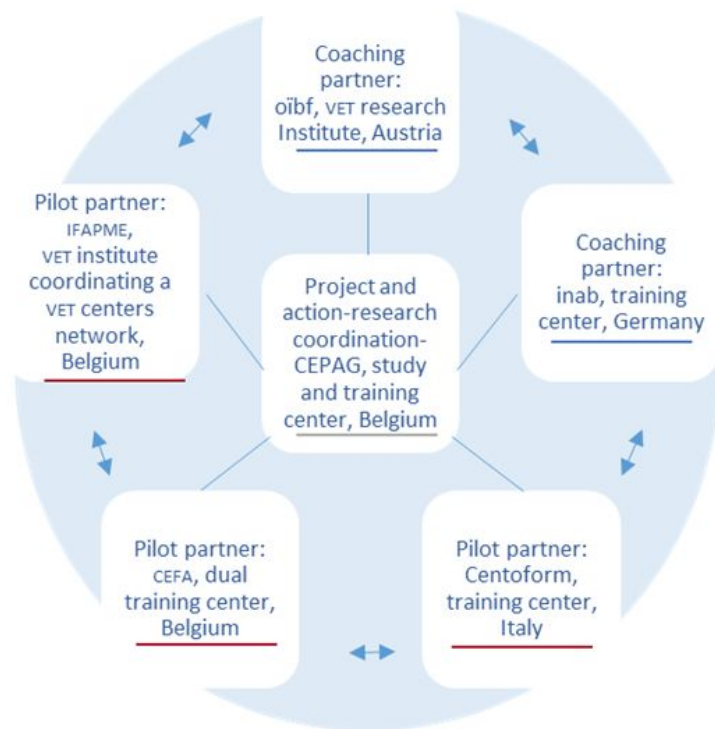 Coaching
partner:
oïbf, VET research
Institute, Austria
Pilot partner:
IFAPME,
VET institute
coordinating a
VET centers
network,
Belgium
Project and
action-research
coordination-
CEPAG, study
and training
center, Belgium
Coaching
partner:
inab, training
center, Germany
Pilot partner:
CEFA, dual
training center,
Belgium
Pilot partner:
Centoform,
training center,
Italy